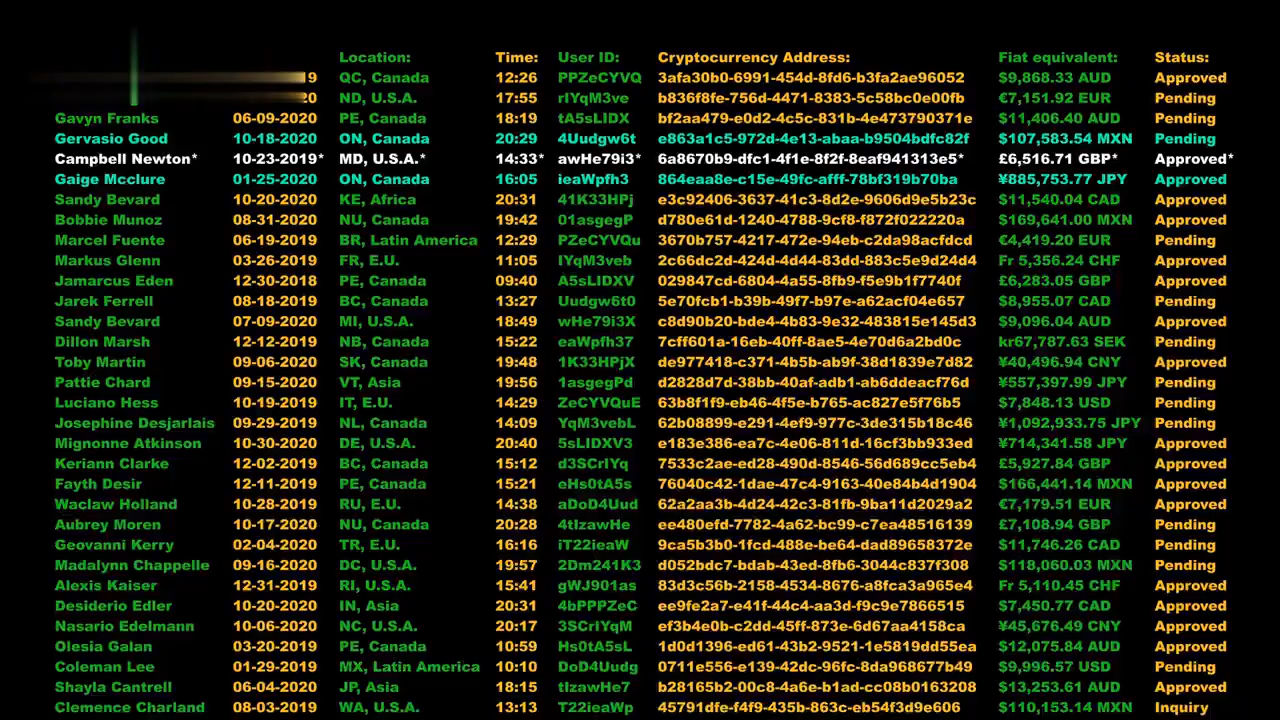 Location: Time: User ID: Cryptocurrency Address: Fiat equivalent: Status:
9 QC, Canada 12:26 PPZeCYVQ 3afa30b0-6991-454d-8fd6-b3fa2ae96052 $9,868.33 AUD Approved
20 ND, U.S.A. 17:55 rIYqM3ve b836f8fe-756d-4471-8383-5c58bc0e00fb €7,151.92 EUR Pending
Gavyn Franks 06-09-2020 PE, Canada 18:19 tA5sLIDX bf2aa479-e0d2-4c5c-831b-4e473790371e $11,406.40 AUD Pending
Gervasio Good 10-18-2020 ON, Canada 20:29 4Uudgw6t e863a1c5-972d-4e13-abaa-b9504bdfc82f $107,583.54 MXN Pending
Campbell Newton* 10-23-2019* MD, U.S.A.* 14:33* awHe79i3* 6a8670b9-dfc1-4f1e-8f2f-8eaf941313e5* £6,516.71 GBP* Approved*
Gaige Mcclure 01-25-2020 ON, Canada 16:05 ieaWpfh3 864eaa8e-c15e-49fc-afff-78bf319b70ba ¥885,753.77 JPY Approved
Sandy Bevard 10-20-2020 KE, Africa 20:31 41K33HPj e3c92406-3637-41c3-8d2e-9606d9e5b23c $11,540.04 CAD Approved
Bobbie Munoz 08-31-2020 NU, Canada 19:42 01asgegP d780e61d-1240-4788-9cf8-f872f022220a $169,641.00 MXN Approved
Marcel Fuente 06-19-2019 BR, Latin America 12:29 PZeCYVQu 3670b757-4217-472e-94eb-c2da98acfdcd €4,419.20 EUR Pending
Markus Glenn 03-26-2019 FR, E.U. 11:05 IYqM3veb 2c66dc2d-424d-4d44-83dd-883c5e9d24d4 Fr 5,356.24 CHF Approved
Jamarcus Eden 12-30-2018 PE, Canada 09:40 A5sLIDXV 029847cd-6804-4a55-8fb9-f5e9b1f7740f £6,283.05 GBP Approved
Jarek Ferrell 08-18-2019 BC, Canada 13:27 Uudgw6t0 5e70fcb1-b39b-49f7-b97e-a62acf04e657 $8,955.07 CAD Pending
Sandy Bevard 07-09-2020 MI, U.S.A. 18:49 wHe79i3X c8d90b20-bde4-4b83-9e32-483815e145d3 $9,096.04 AUD Approved
Dillon Marsh 12-12-2019 NB, Canada 15:22 eaWpfh37 7cff601a-16eb-40ff-8ae5-4e70d6a2bd0c kr67,787.63 SEK Pending
Toby Martin 09-06-2020 SK, Canada 19:48 1K33HPjX de977418-c371-4b5b-ab9f-38d1839e7d82 ¥40,496.94 CNY Approved
Pattie Chard 09-15-2020 VT, Asia 19:56 1asgegPd d2828d7d-38bb-40af-adb1-ab6ddeacf76d ¥557,397.99 JPY Pending
Luciano Hess 10-19-2019 IT, E.U. 14:29 ZeCYVQuE 63b8f1f9-eb46-4f5e-b765-ac827e5f76b5 $7,848.13 USD Pending
Josephine Desjarlais 09-29-2019 NL, Canada 14:09 YqM3vebL 62b08899-e291-4ef9-977c-3de315b18c46 ¥1,092,933.75 JPY Pending
Mignonne Atkinson 10-30-2020 DE, U.S.A. 20:40 5sLIDXV3 e183e386-ea7c-4e06-811d-16cf3bb933ed ¥714,341.58 JPY Approved
Keriann Clarke 12-02-2019 BC, Canada 15:12 d3SCrIYq 7533c2ae-ed28-490d-8546-56d689cc5eb4 £5,927.84 GBP Approved
Fayth Desir 12-11-2019 PE, Canada 15:21 eHs0tA5s 76040c42-1dae-47c4-9163-40e84b4d1904 $166,441.14 MXN Approved
Waclaw Holland 10-28-2019 RU, E.U. 14:38 aDoD4Uud 62a2aa3b-4d24-42c3-81fb-9ba11d2029a2 €7,179.51 EUR Approved
Aubrey Moren 10-17-2020 NU, Canada 20:28 4tIzawHe ee480efd-7782-4a62-bc99-c7ea48516139 £7,108.94 GBP Pending
Geovanni Kerry 02-04-2020 TR, E.U. 16:16 iT22ieaW 9ca5b3b0-1fcd-488e-be64-dad89658372e $11,746.26 CAD Pending
Madalynn Chappelle 09-16-2020 DC, U.S.A. 19:57 2Dm241K3 d052bdc7-bdab-43ed-8fb6-3044c837f308 $118,060.03 MXN Pending
Alexis Kaiser 12-31-2019 RI, U.S.A. 15:41 gWJ901as 83d3c56b-2158-4534-8676-a8fca3a965e4 Fr 5,110.45 CHF Approved
Desiderio Edler 10-20-2020 IN, Asia 20:31 4bPPPZeC ee9fe2a7-e41f-44c4-aa3d-f9c9e7866515 $7,450.77 CAD Approved
Nasario Edelmann 10-06-2020 NC, U.S.A. 20:17 3SCrIYqM ef3b4e0b-c2dd-45ff-873e-6d67aa4158ca ¥45,676.49 CNY Approved
Olesia Galan 03-20-2019 PE, Canada 10:59 Hs0tA5sL 1d0d1396-ed61-43b2-9521-1e5819dd55ea $12,075.84 AUD Approved
Coleman Lee 01-29-2019 MX, Latin America 10:10 DoD4Uudg 0711e556-e139-42dc-96fc-8da968677b49 $9,996.57 USD Pending
Shayla Cantrell 06-04-2020 JP, Asia 18:15 tIzawHe7 b28165b2-00c8-4a6e-b1ad-cc08b0163208 $13,253.61 AUD Approved
Clemence Charland 08-03-2019 WA, U.S.A. 13:13 T22ieaWp 45791dfe-f4f9-435b-863c-eb54f3d9e606 $110,153.14 MXN Inquiry